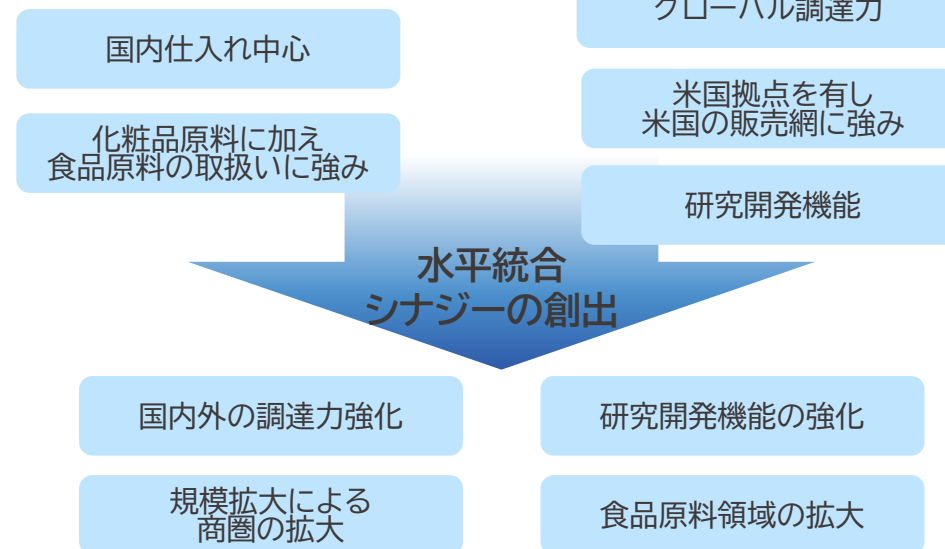 国内仕入れ中心
化粧品原料に加え
食品原料の取扱いに強み
グローバル調達力
米国拠点を有し
米国の販売網に強み
研究開発機能
水平統合
シナジーの創出
国内外の調達力強化
研究開発機能の強化
規模拡大による
商圏の拡大
食品原料領域の拡大